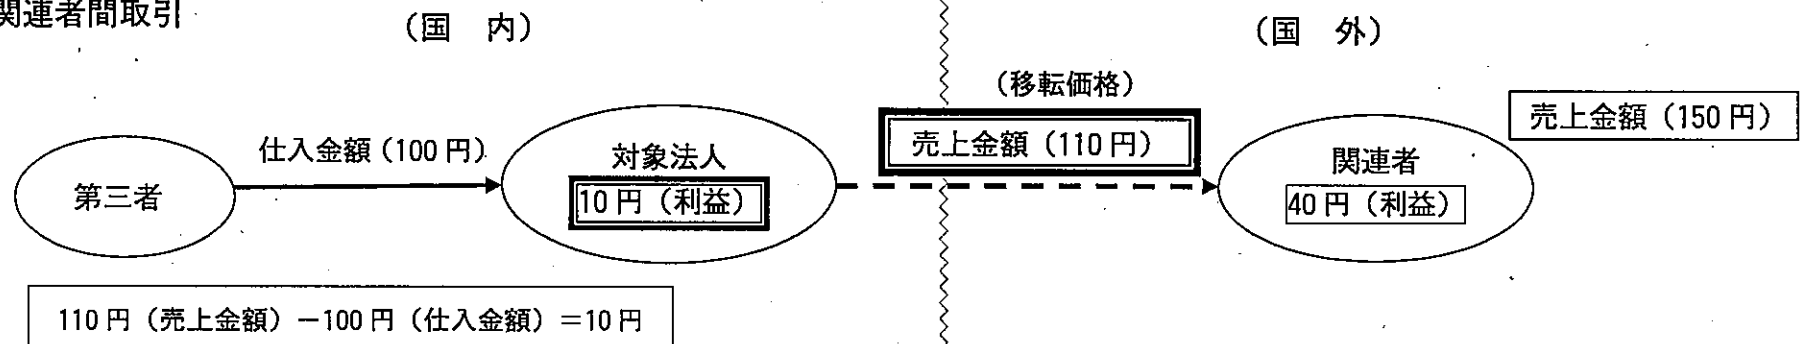 関連者間取引
（国　内）
（国　外）
（移転価格）
売上金額（150 円）
仕入金額（100 円）
売上金額（110 円）
対象法人
関連者
第三者
10 円（利益）
40 円（利益）
110 円（売上金額）－100 円（仕入金額）＝10 円